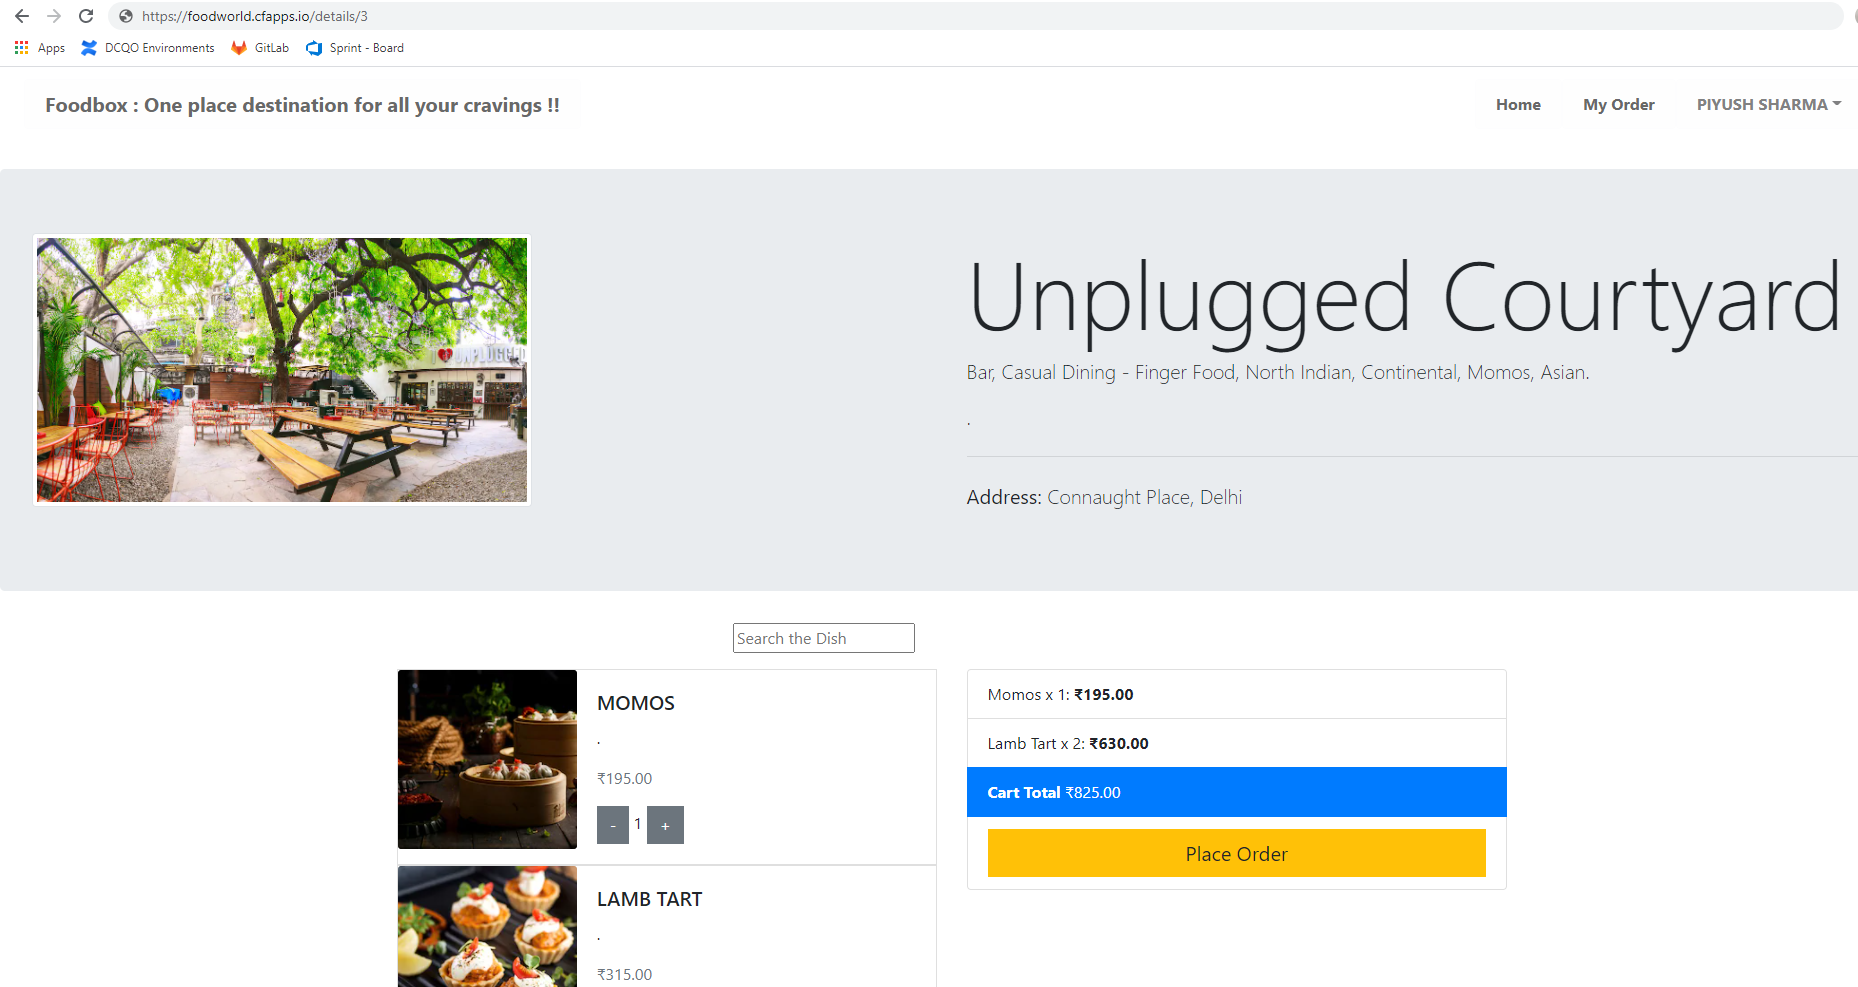 https://foodworld.cfapps.io/details/3
Apps DCQO Environments GitLab Sprint - Board
Foodbox : One place destination for all your cravings !! Home My Order PIYUSH SHARMA
UNPLUGGED
Unplugged Courtyard
Bar, Casual Dining - Finger Food, North Indian, Continental, Momos, Asian.
.
Address: Connaught Place, Delhi
Search the Dish
MOMOS
.
₹195.00
- 1 +
LAMB TART
.
₹315.00
Momos x 1: ₹195.00
Lamb Tart x 2: ₹630.00
Cart Total ₹825.00
Place Order